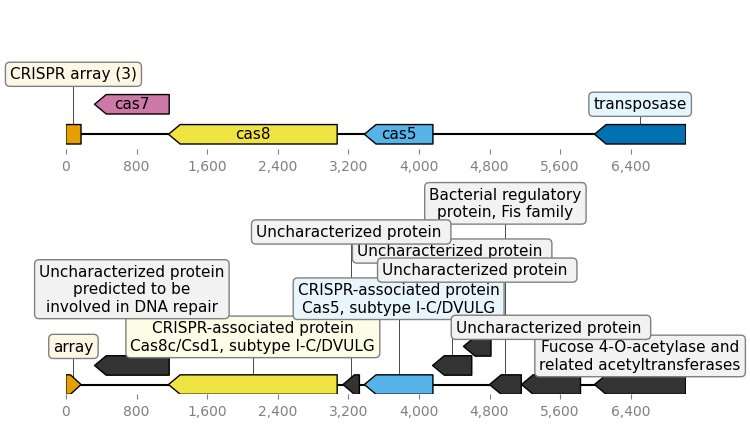 CRISPR array (3)
cas7
transposase
cas8
cas5
0 800 1,600 2,400 3,200 4,000 4,800 5,600 6,400
Bacterial regulatory
protein, Fis family
Uncharacterized protein
Uncharacterized protein
Uncharacterized protein
Uncharacterized protein
predicted to be
involved in DNA repair
CRISPR-associated protein
Cas5, subtype I-C/DVULG
CRISPR-associated protein
Cas8c/Csd1, subtype I-C/DVULG
Uncharacterized protein
array
Fucose 4-O-acetylase and
related acetyltransferases
0 800 1,600 2,400 3,200 4,000 4,800 5,600 6,400